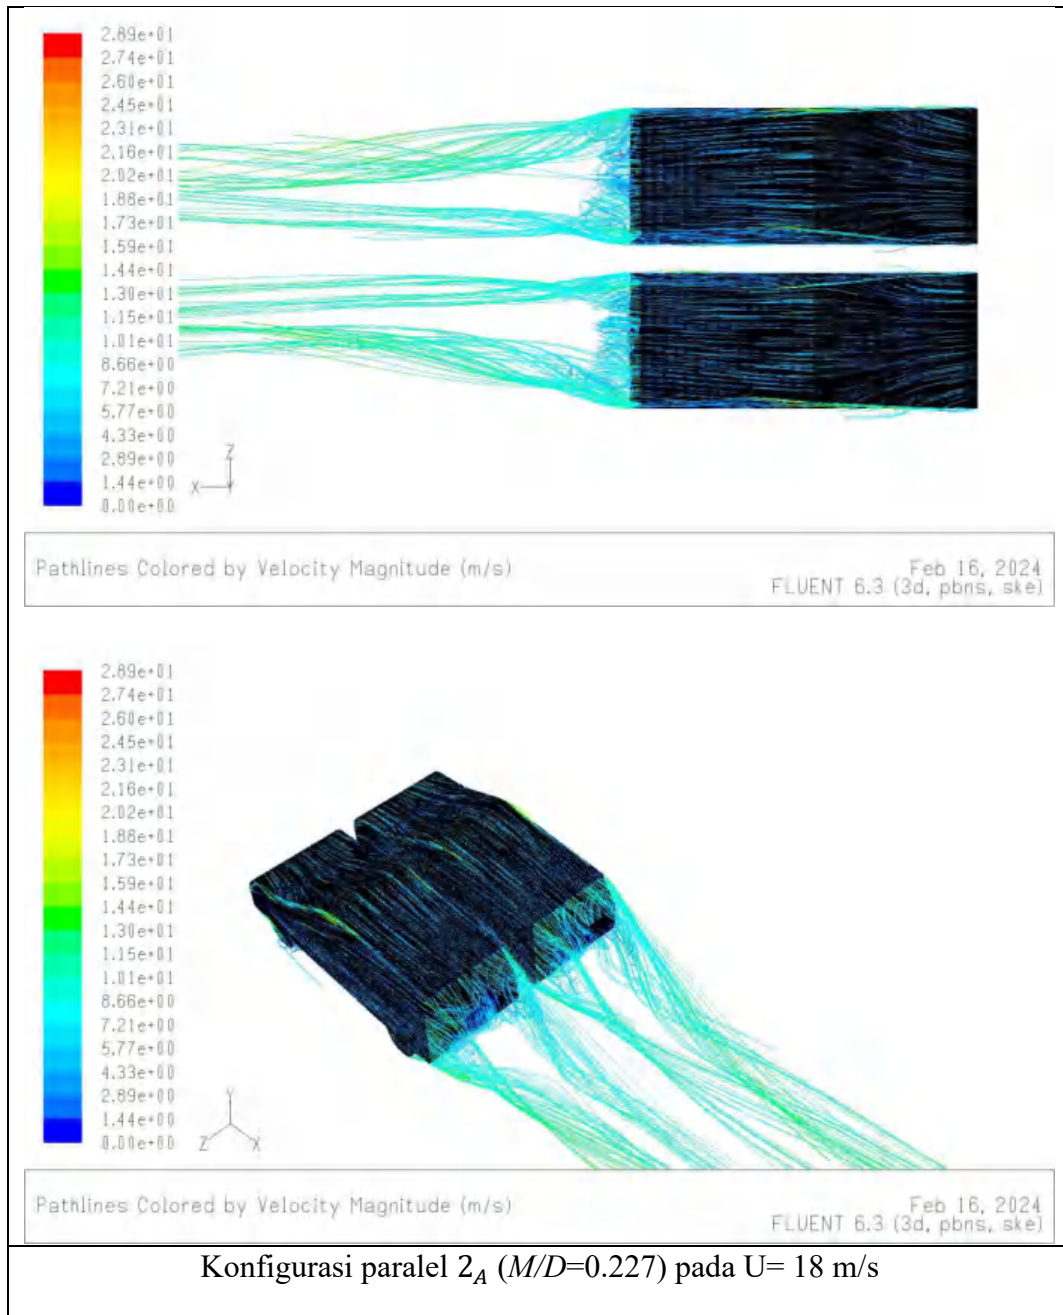 2.89e+01
2.74e+01
2.60e+01
2.45e+01
2.31e+01
2.16e+01
2.02e+01
1.88e+01
1.73e+01
1.59e+01
1.44e+01
1.30e+01
1.15e+01
1.01e+01
8.66e+00
7.21e+00
5.77e+00
4.33e+00
2.89e+00
1.44e+00
0.00e+00
Z
X
Y
Pathlines Colored by Velocity Magnitude (m/s)
Feb 16, 2024
FLUENT 6.3 (3d, pbns, ske)
2.89e+01
2.74e+01
2.60e+01
2.45e+01
2.31e+01
2.16e+01
2.02e+01
1.88e+01
1.73e+01
1.59e+01
1.44e+01
1.30e+01
1.15e+01
1.01e+01
8.66e+00
7.21e+00
5.77e+00
4.33e+00
2.89e+00
1.44e+00
0.00e+00
Y
Z X
Pathlines Colored by Velocity Magnitude (m/s)
Feb 16, 2024
FLUENT 6.3 (3d, pbns, ske)
Konfigurasi paralel 2_A (M/D=0.227) pada U= 18 m/s